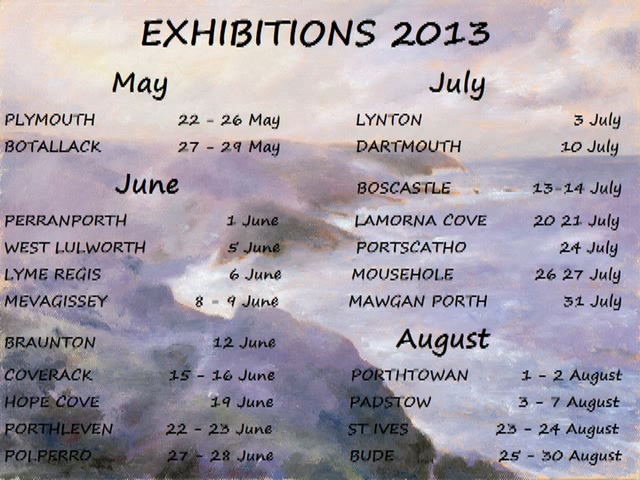 EXHIBITIONS 2013
May
PLYMOUTH 22 - 26 May
BOTALLACK 27 - 29 May
June
PERRANPORTH 1 June
WEST LULWORTH 5 June
LYME REGIS 6 June
MEVAGISSEY 8 - 9 June
BRAUNTON 12 June
COVERACK 15 - 16 June
HOPE COVE 19 June
PORTHLEVEN 22 - 23 June
POLPERRO 27 - 28 June
July
LYNTON 3 July
DARTMOUTH 10 July
BOSCASTLE 13-14 July
LAMORNA COVE 20 21 July
PORTSCATHO 24 July
MOUSEHOLE 26 27 July
MAWGAN PORTH 31 July
August
PORTHTOWAN 1 - 2 August
PADSTOW 3 - 7 August
ST IVES 23 - 24 August
BUDE 25 - 30 August